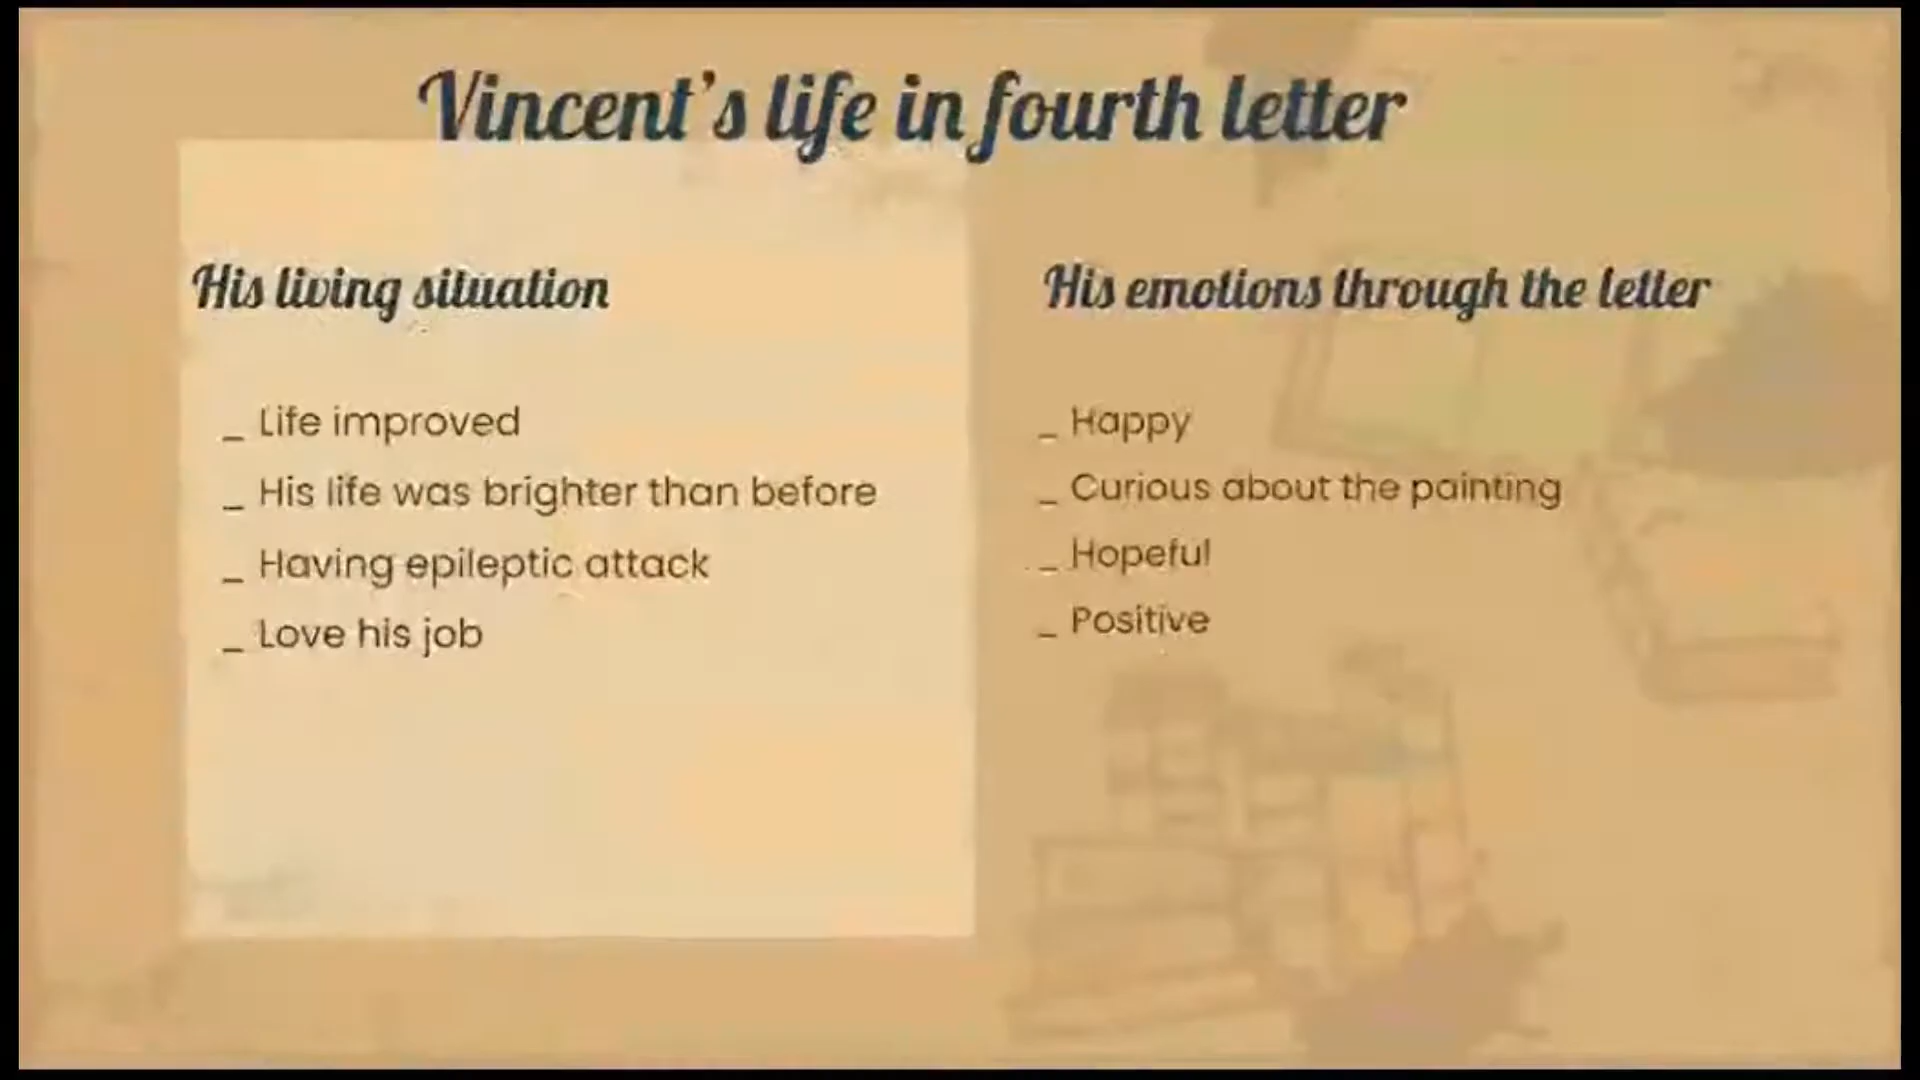 Vincent's life in fourth letter
His living situation
_ Life improved
_ His life was brighter than before
_ Having epileptic attack
_ Love his job
His emotions through the letter
_ Happy
_ Curious about the painting
_ Hopeful
_ Positive